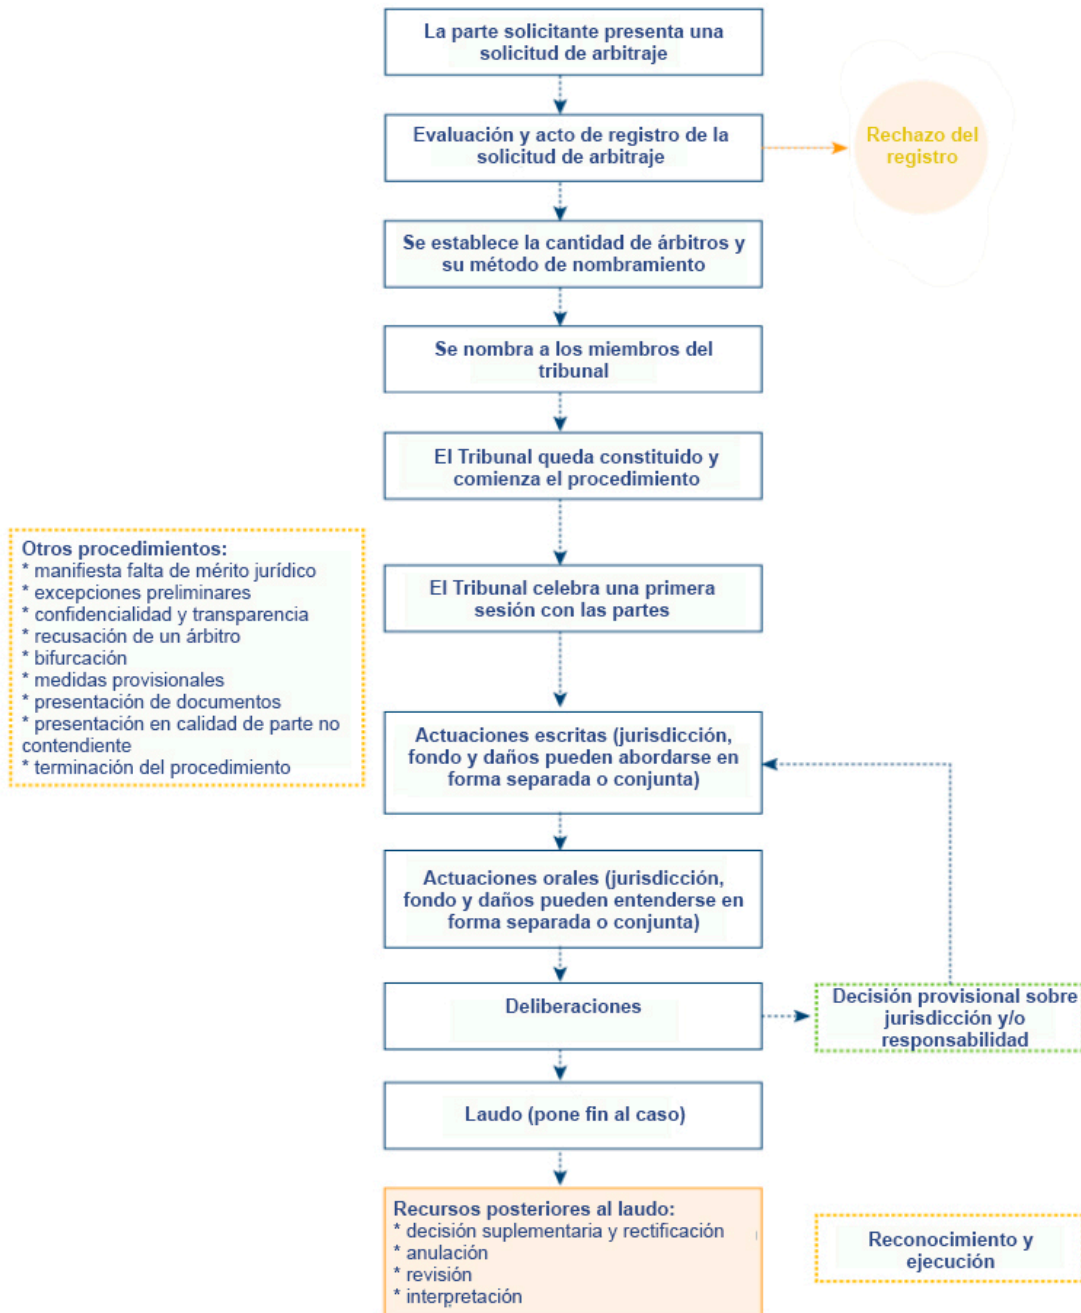 La parte solicitante presenta una
solicitud de arbitraje
Evaluación y acto de registro de la
solicitud de arbitraje
Rechazo del
registro
Se establece la cantidad de árbitros y
su método de nombramiento
Se nombra a los miembros del
tribunal
El Tribunal queda constituido y
comienza el procedimiento
Otros procedimientos:
* manifiesta falta de mérito jurídico
* excepciones preliminares
* confidencialidad y transparencia
* recusación de un árbitro
* bifurcación
* medidas provisionales
* presentación de documentos
* presentación en calidad de parte no
contendiente
* terminación del procedimiento
El Tribunal celebra una primera
sesión con las partes
Actuaciones escritas (jurisdicción,
fondo y daños pueden abordarse en
forma separada o conjunta)
Actuaciones orales (jurisdicción,
fondo y daños pueden entenderse en
forma separada o conjunta)
Deliberaciones
Decisión provisional sobre
jurisdicción y/o
responsabilidad
Laudo (pone fin al caso)
Recursos posteriores al laudo:
* decisión suplementaria y rectificación
* anulación
* revisión
* interpretación
Reconocimiento y
ejecución